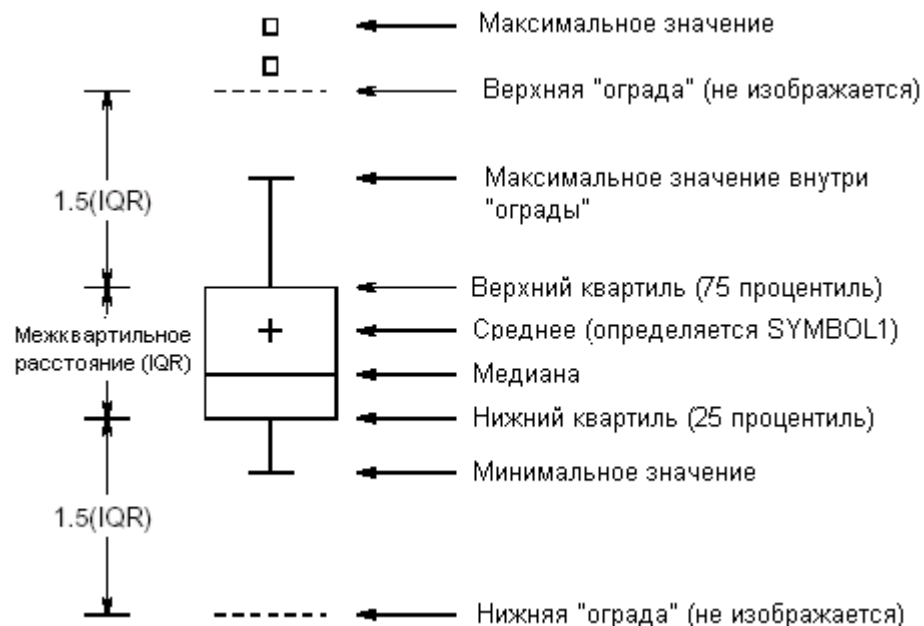 Максимальное значение
Верхняя "ограда" (не изображается)
1.5(IQR)
Максимальное значение внутри
"ограды"
Верхний квартиль (75 процентиль)
Межквартильное
расстояние (IQR)
Среднее (определяется SYMBOL1)
Медиана
Нижний квартиль (25 процентиль)
Минимальное значение
1.5(IQR)
Нижняя "ограда" (не изображается)